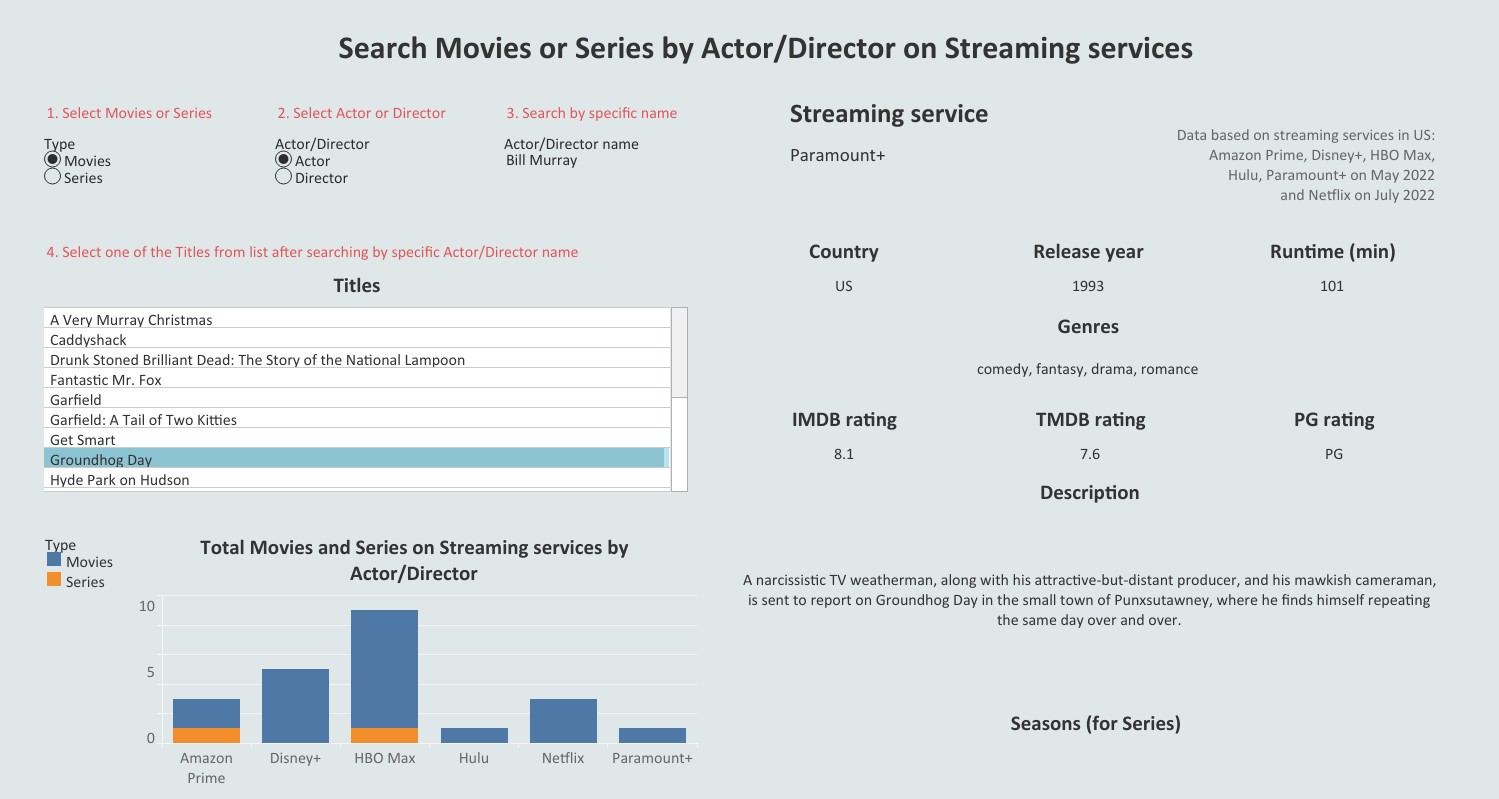 Search Movies or Series by Actor/Director on Streaming services
1. Select Movies or Series
2. Select Actor or Director
3. Search by specific name
Type
Movies
Series
Actor/Director
Actor
Director
Actor/Director name
Bill Murray
4. Select one of the Titles from list after searching by specific Actor/Director name
Titles
A Very Murray Christmas
Caddyshack
Drunk Stoned Brilliant Dead: The Story of the National Lampoon
Fantastic Mr. Fox
Garfield
Garfield: A Tail of Two Kitties
Get Smart
Groundhog Day
Hyde Park on Hudson
Type
Movies
Series
Total Movies and Series on Streaming services by
Actor/Director
10
5
0
Amazon
Prime
Disney+
HBO Max
Hulu
Netflix
Paramount+
Streaming service
Paramount+
Data based on streaming services in US:
Amazon Prime, Disney+, HBO Max,
Hulu, Paramount+ on May 2022
and Netflix on July 2022
Country
Release year
Runtime (min)
US
1993
101
Genres
comedy, fantasy, drama, romance
IMDB rating
TMDB rating
PG rating
8.1
7.6
PG
Description
A narcissistic TV weatherman, along with his attractive-but-distant producer, and his mawkish cameraman,
is sent to report on Groundhog Day in the small town of Punxsutawney, where he finds himself repeating
the same day over and over.
Seasons (for Series)